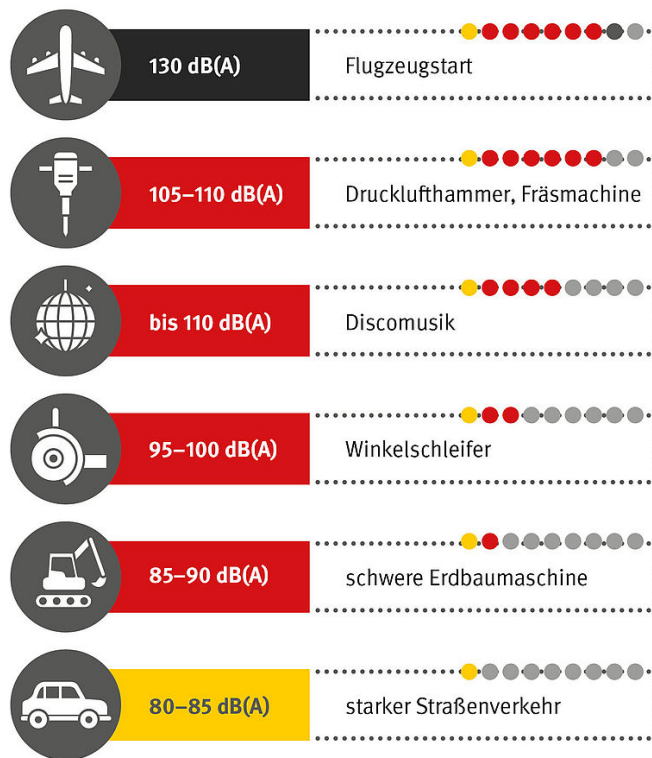 130 dB(A)
Flugzeugstart
105–110 dB(A)
Drucklufthammer, Fräsmachine
bis 110 dB(A)
Discomusik
95–100 dB(A)
Winkelschleifer
85–90 dB(A)
schwere Erdbaumaschine
80–85 dB(A)
starker Straßenverkehr